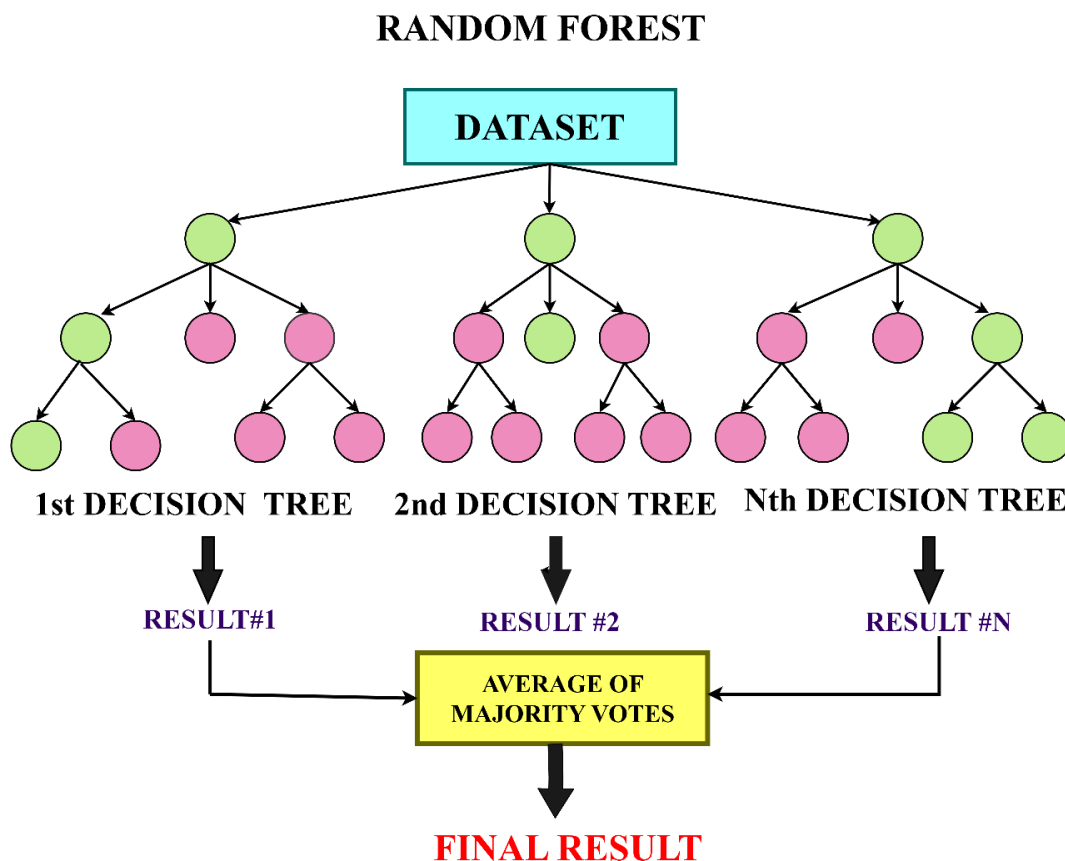 RANDOM FOREST
DATASET
1st DECISION TREE
2nd DECISION TREE
Nth DECISION TREE
RESULT#1
RESULT #2
RESULT #N
AVERAGE OF
MAJORITY VOTES
FINAL RESULT